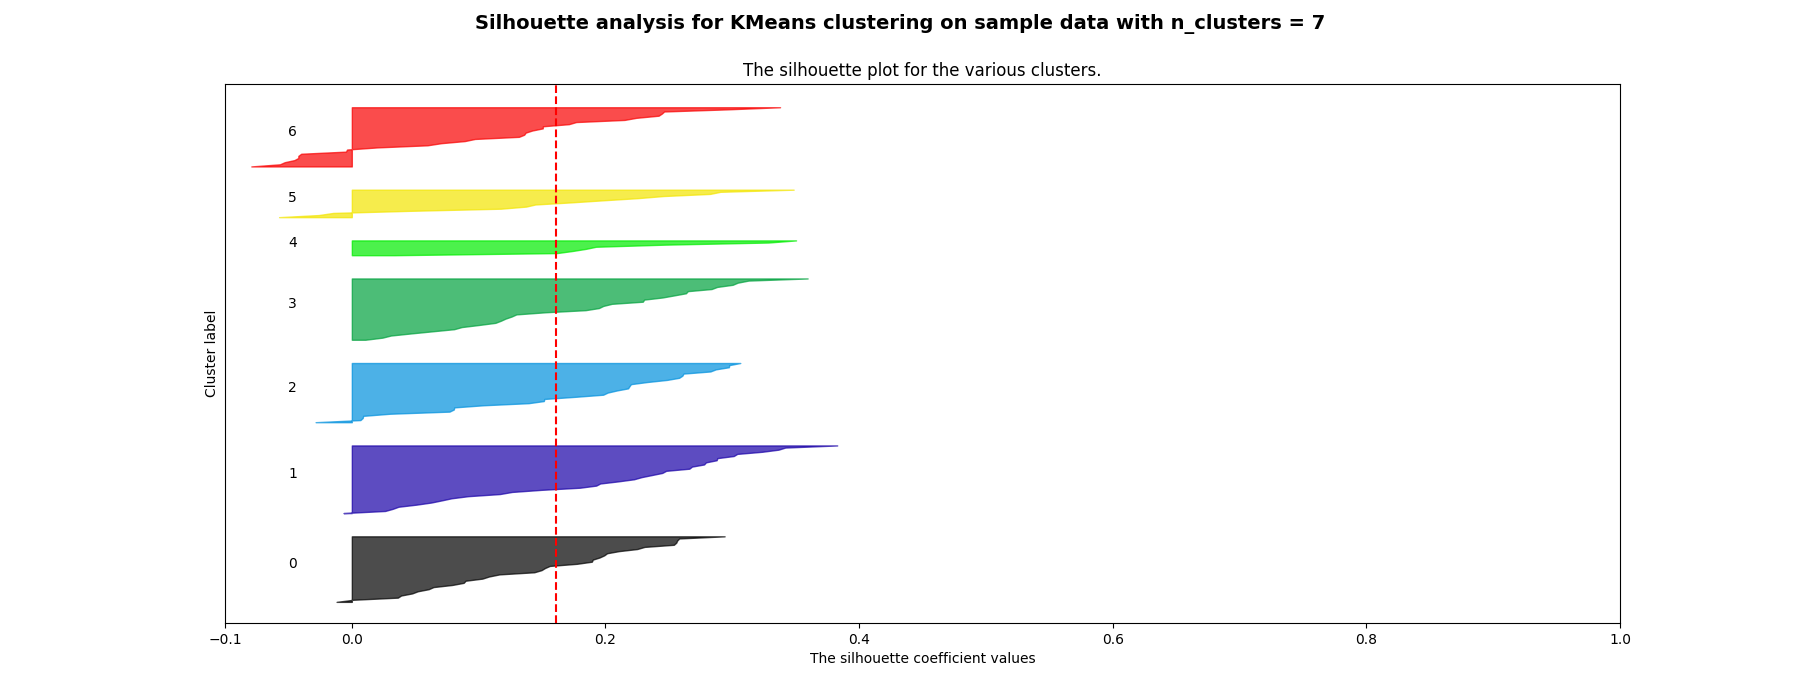 Silhouette analysis for KMeans clustering on sample data with n_clusters = 7
The silhouette plot for the various clusters.
6
5
4
3
2
1
0
Cluster label
−0.1 0.0 0.2 0.4 0.6 0.8 1.0
The silhouette coefficient values